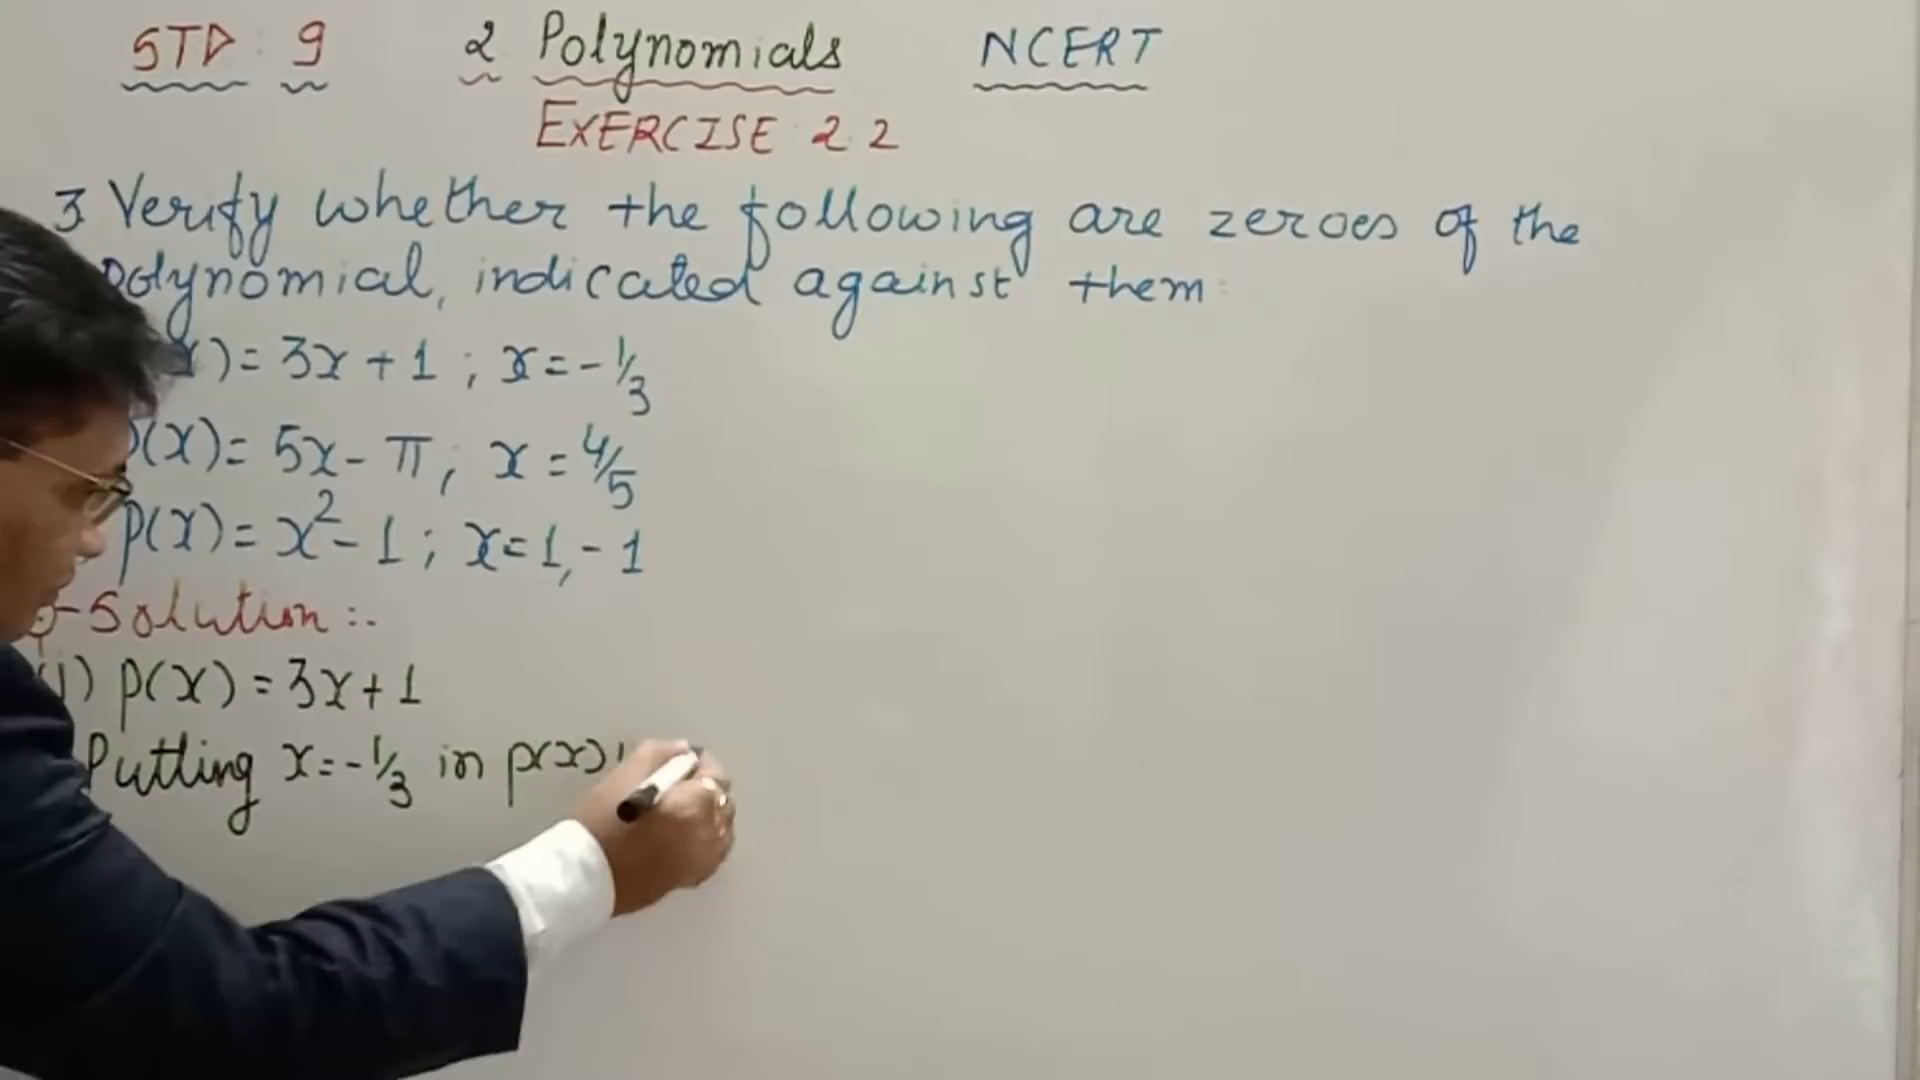 STD : 9 2 Polynomials NCERT
EXERCISE 2.2
3 Verify whether the following are zeroes of the
polynomial, indicated against them:
x) = 3x + 1 ; x = -1/3
p(x) = 5x - π, x = 4/5
p(x) = x² - 1 ; x = 1, - 1
Solution :-
(i) p(x) = 3x + 1
Putting x = -1/3 in p(x)